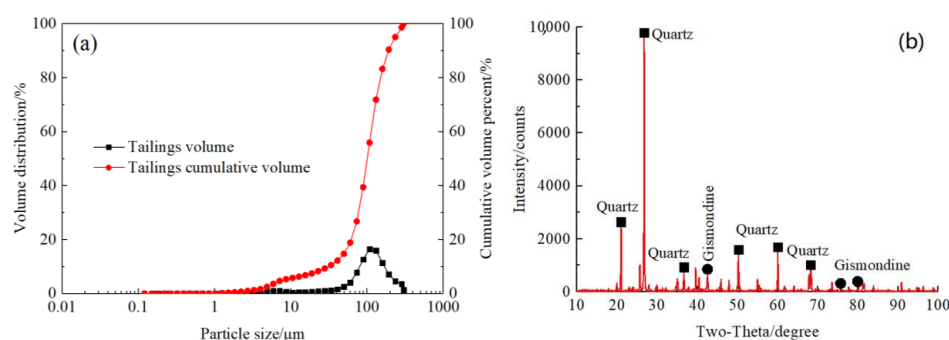 (a)
100
80
60
40
20
0
Volume distribution/%
Tailings volume
Tailings cumulative volume
100
80
60
40
20
0
Cumulative volume percent/%
0.01
0.1
1
10
100
1000
Particle size/μm
(b)
10,000
8000
6000
4000
2000
0
Intensity/counts
Quartz
Quartz
Quartz
Gismondine
Quartz
Quartz
Quartz
Gismondine
10 20 30 40 50 60 70 80 90 100
Two-Theta/degree